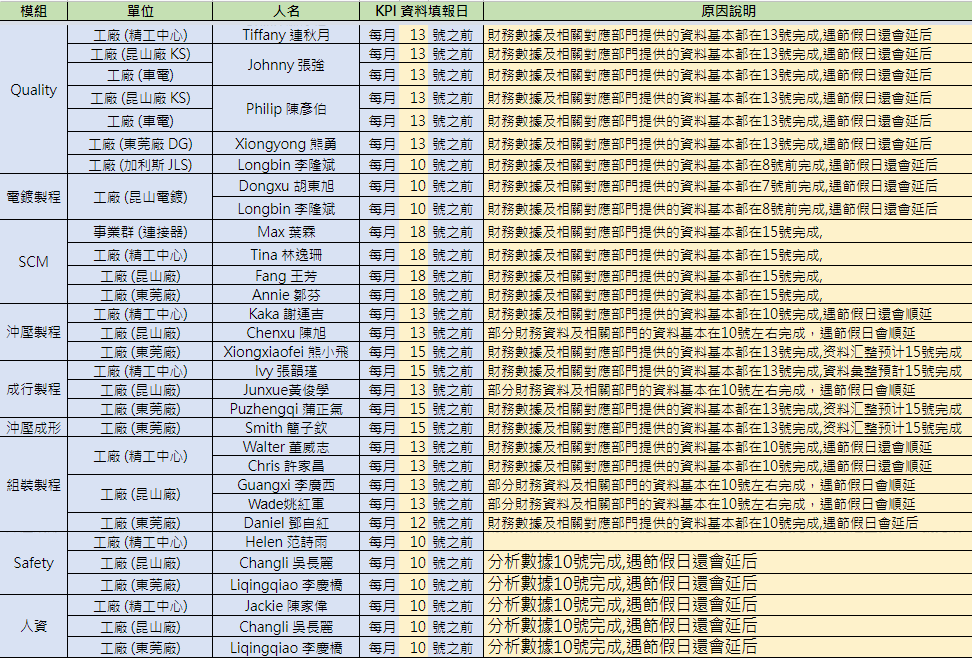 模組 單位 人名 KPI 資料填報日 原因說明
Quality 工廠 (精工中心) Tiffany 連秋月 每月 13 號之前 財務數據及相關對應部門提供的資料基本都在13號完成,遇節假日還會延后
工廠 (昆山廠 KS) Johnny 張強 每月 13 號之前 財務數據及相關對應部門提供的資料基本都在13號完成,遇節假日還會延后
工廠 (車電) 每月 13 號之前 財務數據及相關對應部門提供的資料基本都在13號完成,遇節假日還會延后
工廠 (昆山廠 KS) Philip 陳彥伯 每月 13 號之前 財務數據及相關對應部門提供的資料基本都在13號完成,遇節假日還會延后
工廠 (車電) 每月 13 號之前 財務數據及相關對應部門提供的資料基本都在13號完成,遇節假日還會延后
工廠 (東莞廠 DG) Xiongyong 熊勇 每月 13 號之前 財務數據及相關對應部門提供的資料基本都在13號完成,遇節假日還會延后
工廠 (加利斯 JLS) Longbin 李隆斌 每月 10 號之前 財務數據及相關對應部門提供的資料基本都在8號前完成,遇節假日還會延后
電鍍製程 工廠 (昆山電鍍) Dongxu 胡東旭 每月 10 號之前 財務數據及相關對應部門提供的資料基本都在7號前完成,遇節假日還會延后
Longbin 李隆斌 每月 10 號之前 財務數據及相關對應部門提供的資料基本都在8號前完成,遇節假日還會延后
SCM 事業群 (連接器) Max 葉霖 每月 18 號之前 財務數據及相關對應部門提供的資料基本都在15號完成,
工廠 (精工中心) Tina 林逸珊 每月 18 號之前 財務數據及相關對應部門提供的資料基本都在15號完成,
工廠 (昆山廠) Fang 王芳 每月 18 號之前 財務數據及相關對應部門提供的資料基本都在15號完成,
工廠 (東莞廠) Annie 鄒芬 每月 18 號之前 財務數據及相關對應部門提供的資料基本都在15號完成,
沖壓製程 工廠 (精工中心) Kaka 謝運吉 每月 13 號之前 財務數據及相關對應部門提供的資料基本都在10號完成,遇節假日還會順延
工廠 (昆山廠) Chenxu 陳旭 每月 13 號之前 部分財務資料及相關部門的資料基本在10號左右完成，遇節假日會順延
工廠 (東莞廠) Xiongxiaofei 熊小飛 每月 15 號之前 財務數據及相關對應部門提供的資料基本都在13號完成,资料汇整预计15號完成
成行製程 工廠 (精工中心) Ivy 張韻瑾 每月 15 號之前 財務數據及相關對應部門提供的資料基本都在13號完成,資料彙整預計15號完成
工廠 (昆山廠) Junxue黃俊學 每月 13 號之前 部分財務資料及相關部門的資料基本在10號左右完成，遇節假日會順延
工廠 (東莞廠) Puzhengqi 蒲正氣 每月 15 號之前 財務數據及相關對應部門提供的資料基本都在13號完成,资料汇整预计15號完成
沖壓成形 工廠 (東莞廠) Smith 簡子欽 每月 15 號之前 財務數據及相關對應部門提供的資料基本都在13號完成,资料汇整预计15號完成
組裝製程 工廠 (精工中心) Walter 董威志 每月 13 號之前 財務數據及相關對應部門提供的資料基本都在10號完成,遇節假日還會順延
Chris 許家昌 每月 13 號之前 財務數據及相關對應部門提供的資料基本都在10號完成,遇節假日還會順延
工廠 (昆山廠) Guangxi 李廣西 每月 13 號之前 部分財務資料及相關部門的資料基本在10號左右完成，遇節假日會順延
Wade姚紅軍 每月 13 號之前 部分財務資料及相關部門的資料基本在10號左右完成，遇節假日會順延
工廠 (東莞廠) Daniel 鄧自紅 每月 12 號之前 財務數據及相關對應部門提供的資料基本都在10號完成,遇節假日還會延后
Safety 工廠 (精工中心) Helen 范詩雨 每月 10 號之前
工廠 (昆山廠) Changli 吳長麗 每月 10 號之前 分析數據10號完成,遇節假日還會延后
工廠 (東莞廠) Liqingqiao 李慶橋 每月 10 號之前 分析數據10號完成,遇節假日還會延后
人資 工廠 (精工中心) Jackie 陳家偉 每月 10 號之前 分析數據10號完成,遇節假日還會延后
工廠 (昆山廠) Changli 吳長麗 每月 10 號之前 分析數據10號完成,遇節假日還會延后
工廠 (東莞廠) Liqingqiao 李慶橋 每月 10 號之前 分析數據10號完成,遇節假日還會延后